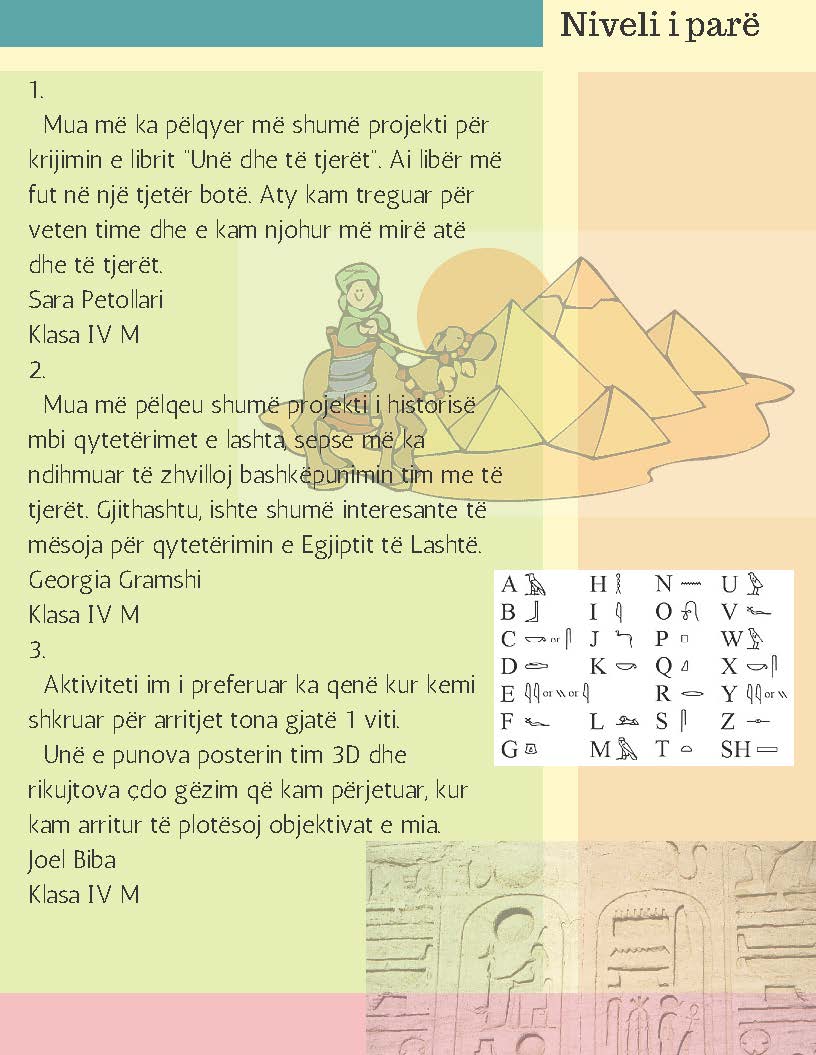 Niveli i parë
1.
Mua më ka pëlqyer më shumë projekti për
krijimin e librit "Unë dhe të tjerët". Ai libër më
fut në një tjetër botë. Aty kam treguar për
veten time dhe e kam njohur më mirë atë
dhe të tjerët.
Sara Petollari
Klasa IV M
2.
Mua më pëlqeu shumë projekti i historisë
mbi qytetërimet e lashta, sepse më ka
ndihmuar të zhvilloj bashkëpunimin tim me të
tjerët. Gjithashtu, ishte shumë interesante të
mësoja për qytetërimin e Egjiptit të Lashtë.
Georgia Gramshi
Klasa IV M
3.
Aktiviteti im i preferuar ka qenë kur kemi
shkruar për arritjet tona gjatë 1 viti.
Unë e punova posterin tim 3D dhe
rikujtova çdo gëzim që kam përjetuar, kur
kam arritur të plotësoj objektivat e mia.
Joel Biba
Klasa IV M
A H N U
B I O V
C or J P W
D K Q X
E or or R Y or
F L S Z
G M T SH